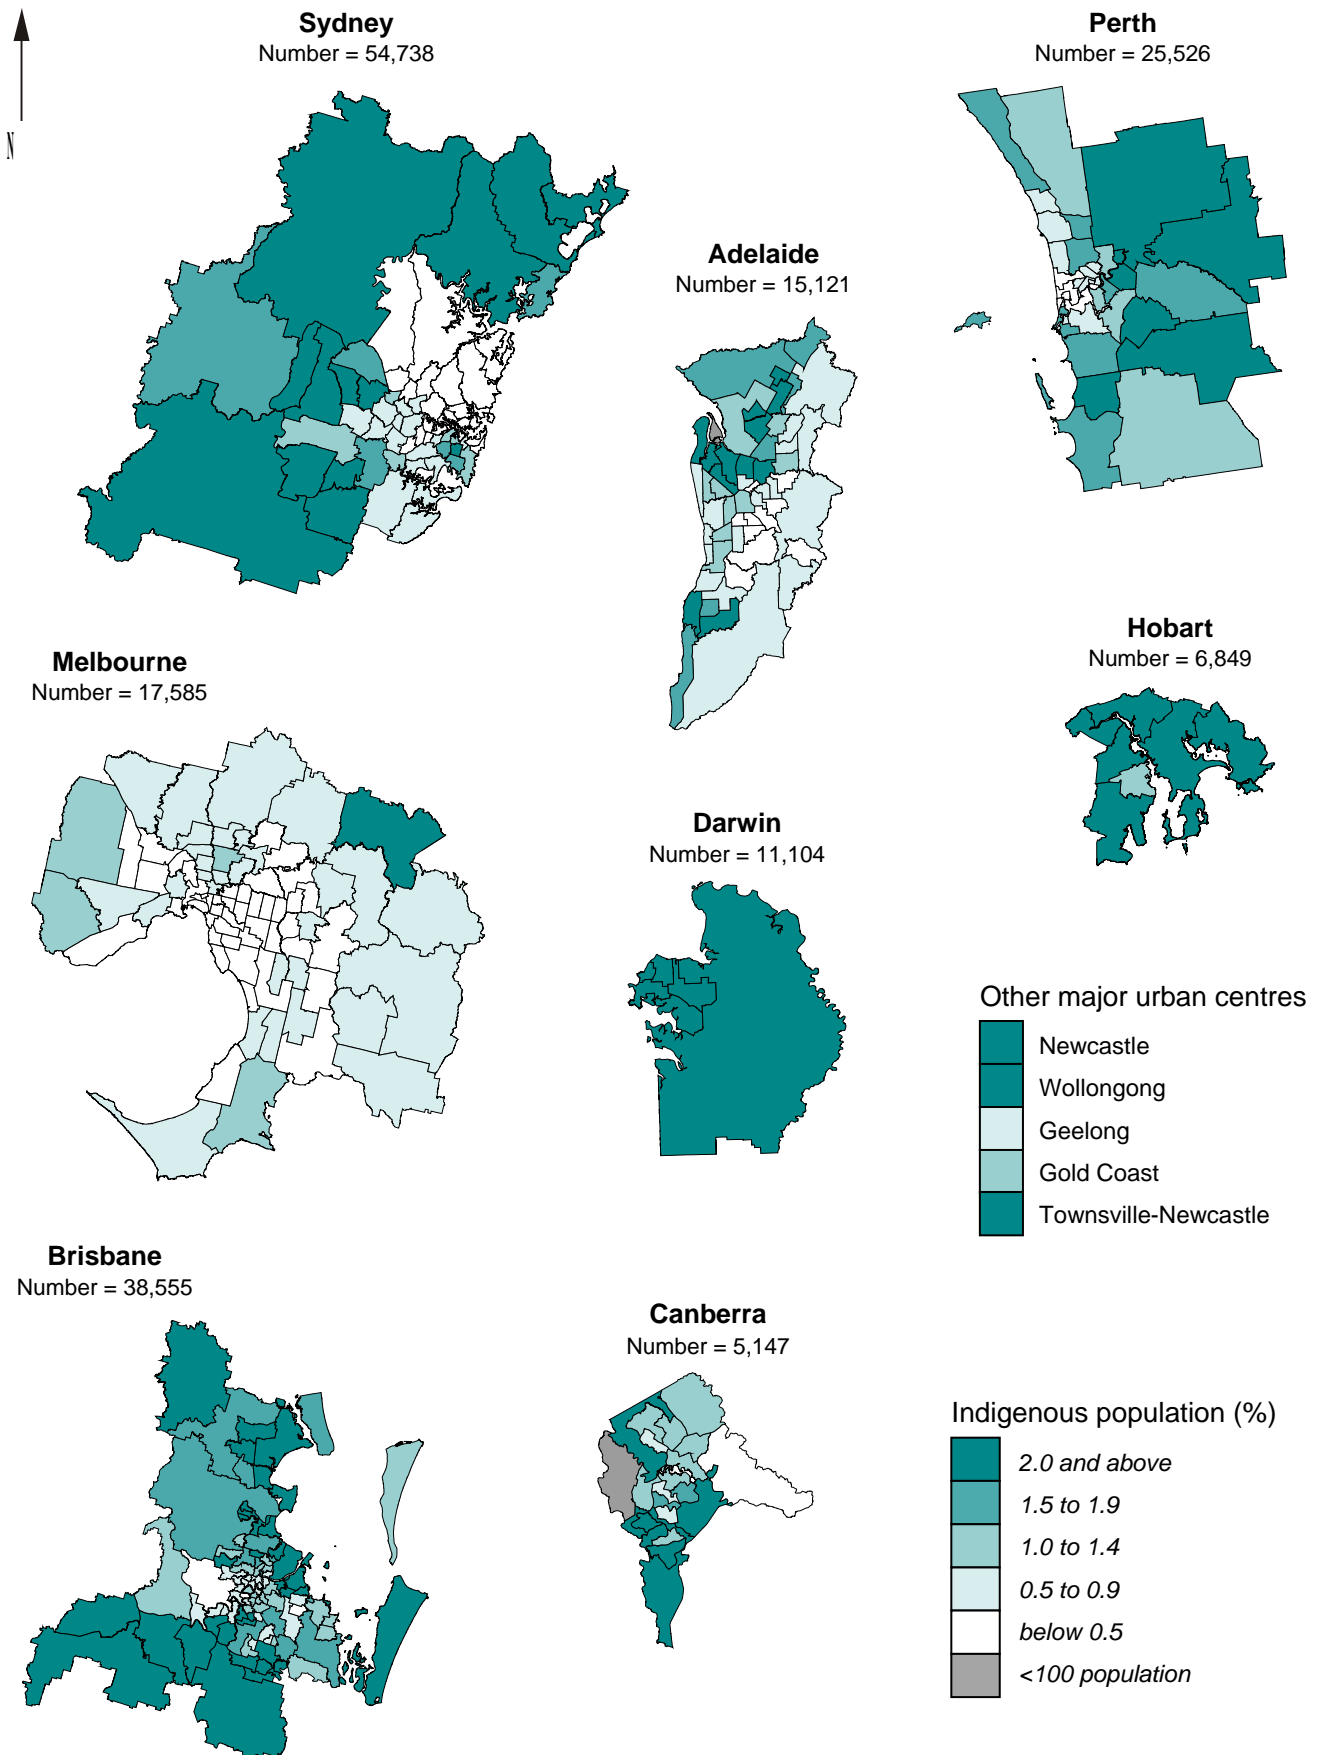 Sydney
Number = 54,738
Perth
Number = 25,526
N
Adelaide
Number = 15,121
Hobart
Number = 6,849
Melbourne
Number = 17,585
Darwin
Number = 11,104
Other major urban centres
Newcastle
Wollongong
Geelong
Gold Coast
Townsville-Newcastle
Brisbane
Number = 38,555
Canberra
Number = 5,147
Indigenous population (%)
2.0 and above
1.5 to 1.9
1.0 to 1.4
0.5 to 0.9
below 0.5
<100 population